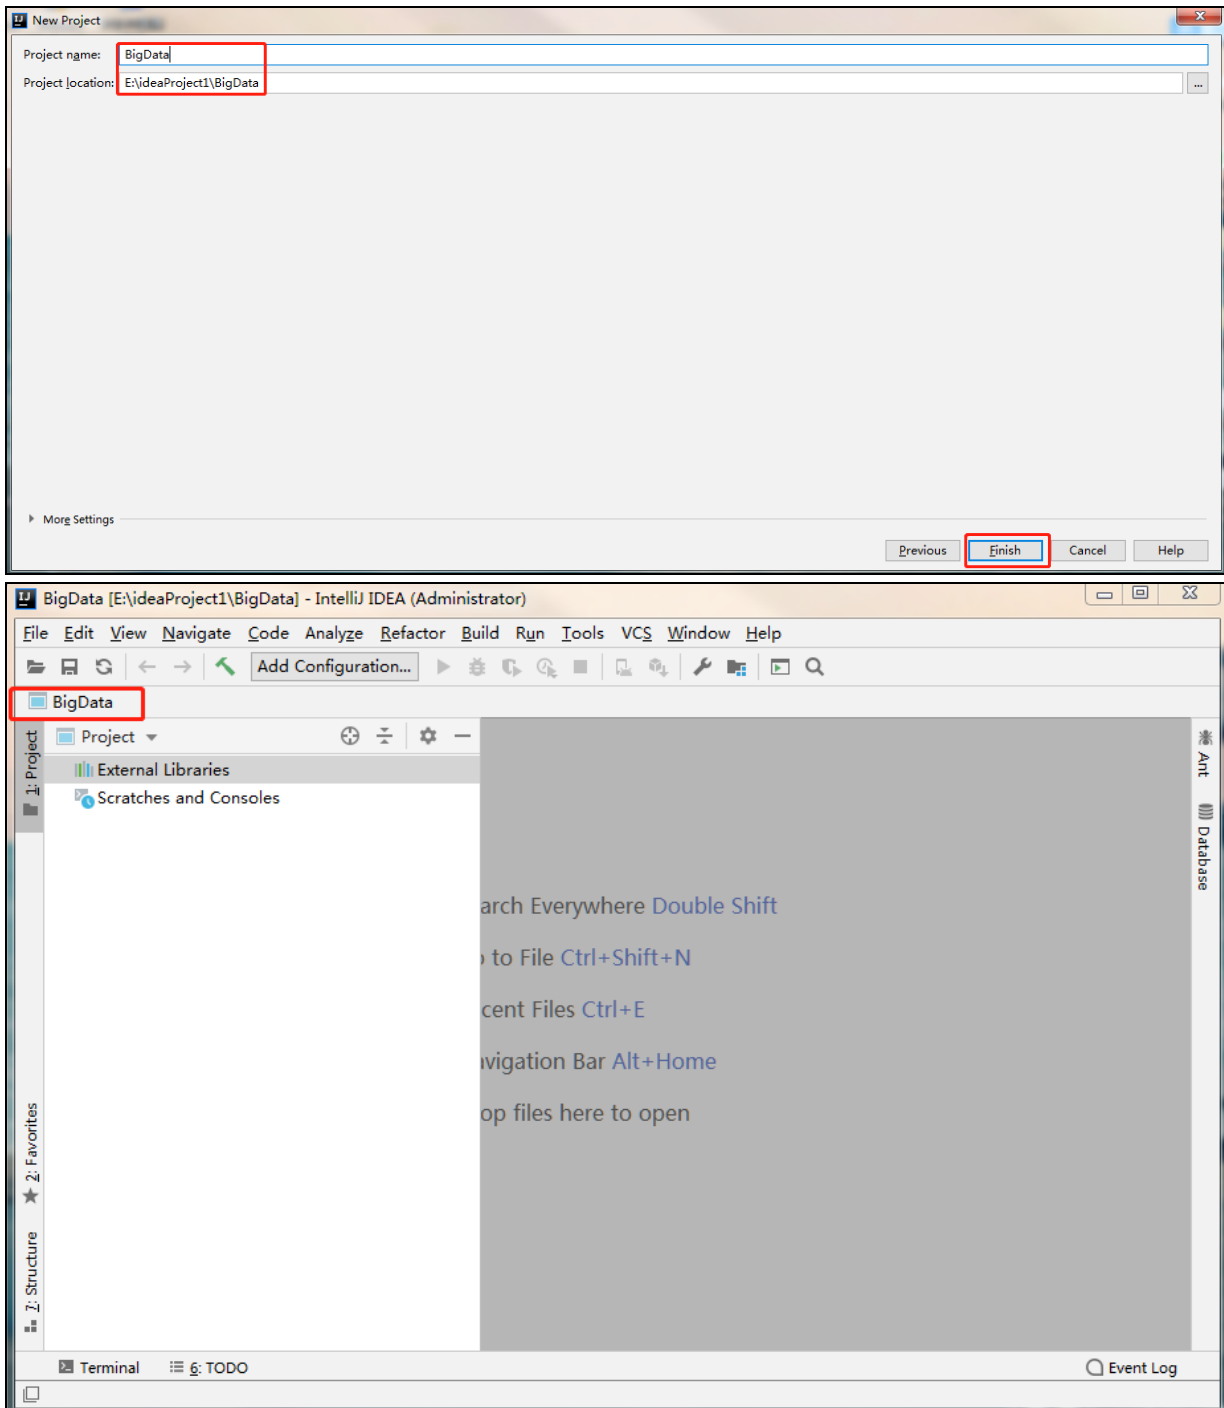 New Project
Project name: BigData
Project location: E:\ideaProject1\BigData ...
More Settings
Previous Finish Cancel Help
BigData [E:\ideaProject1\BigData] - IntelliJ IDEA (Administrator)
File Edit View Navigate Code Analyze Refactor Build Run Tools VCS Window Help
Add Configuration...
BigData
1: Project
Project
External Libraries
Scratches and Consoles
Ant
Database
arch Everywhere Double Shift
to File Ctrl+Shift+N
cent Files Ctrl+E
vigation Bar Alt+Home
op files here to open
2: Favorites
7: Structure
Terminal 6: TODO Event Log